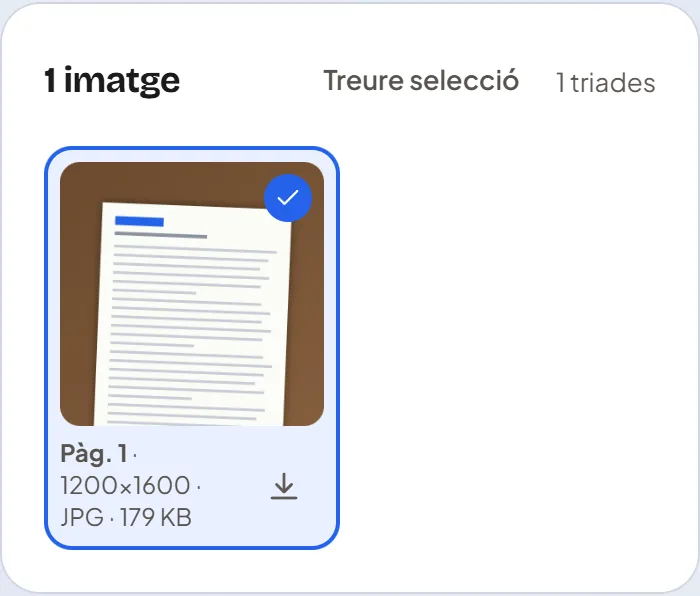 1 imatge
Treure selecció
1 triades
Pàg. 1 ·
1200×1600 ·
JPG · 179 KB